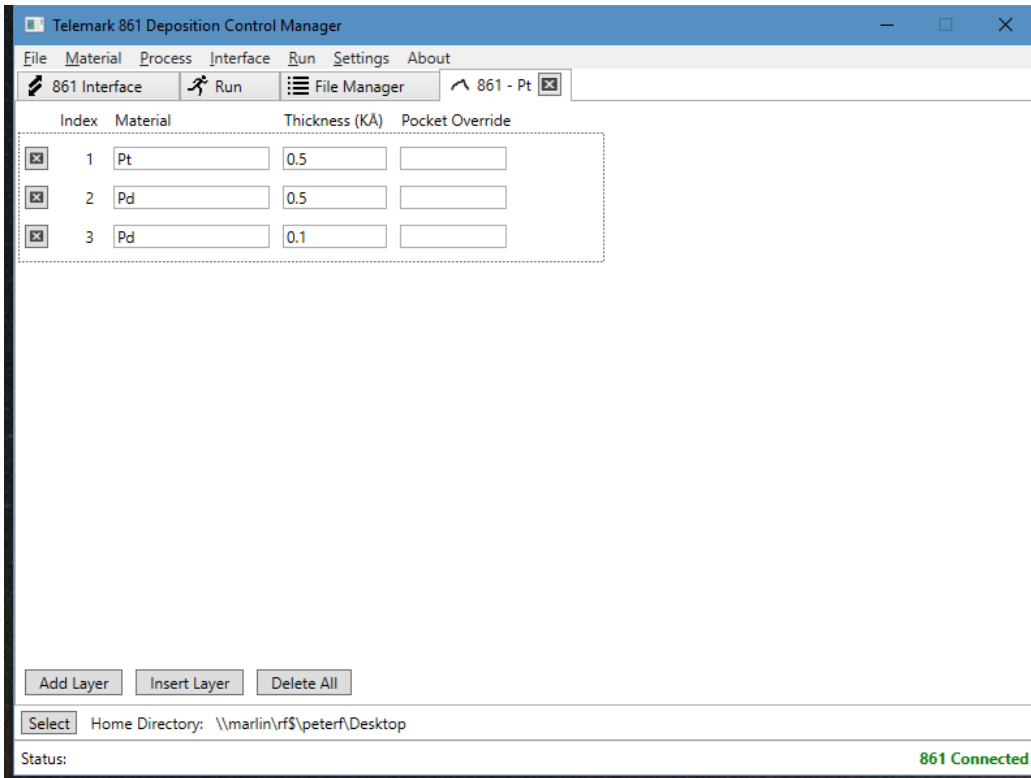 Telemark 861 Deposition Control Manager
File Material Process Interface Run Settings About
861 Interface Run File Manager 861 - Pt
Index Material Thickness (KÅ) Pocket Override
1 Pt 0.5
2 Pd 0.5
3 Pd 0.1
Add Layer Insert Layer Delete All
Select Home Directory: \\marlin\rf$\peterf\Desktop
Status: 861 Connected